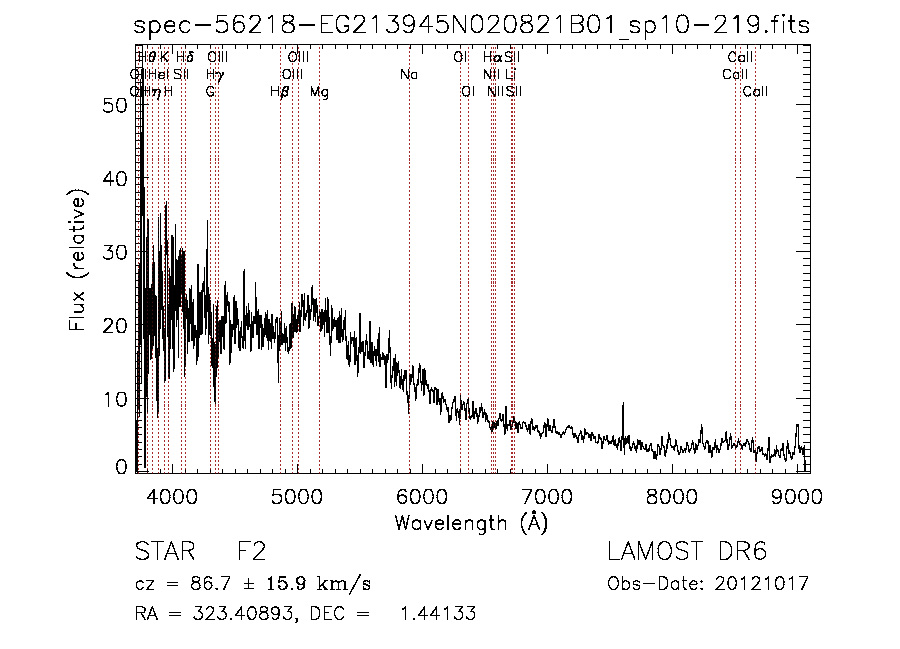 spec-56218-EG213945N020821B01_sp10-219.fits
Hθ K Hδ OIII OIII OI Hα SII CaII
HeI SII Hγ OIII Na NII Li CaII
Hη H G Hβ Mg OI NII SII CaII
50
40
30
20
10
0
Flux (relative)
4000 5000 6000 7000 8000 9000
Wavelength (Å)
STAR F2 LAMOST DR6
cz = 86.7 ± 15.9 km/s Obs-Date: 20121017
RA = 323.40893, DEC = 1.44133